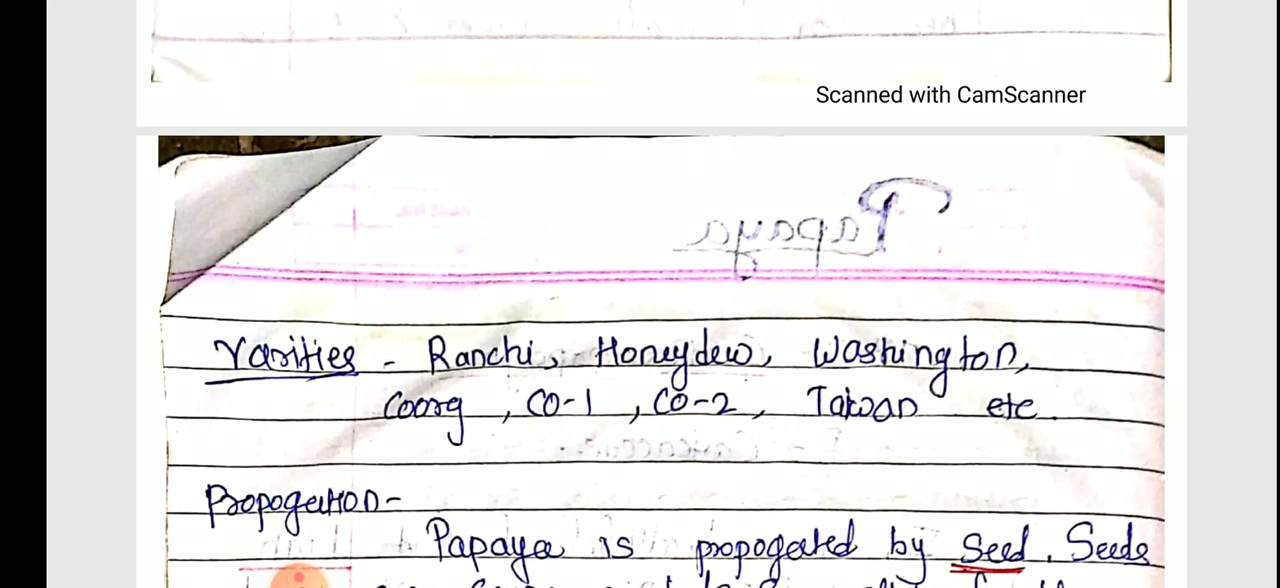 Scanned with CamScanner
Papaya
Varities - Ranchi, Honeydew, Washington,
Coorg, CO-1, CO-2, Taiwan etc.
Propogation-
Papaya is propogated by Seed. Seeds